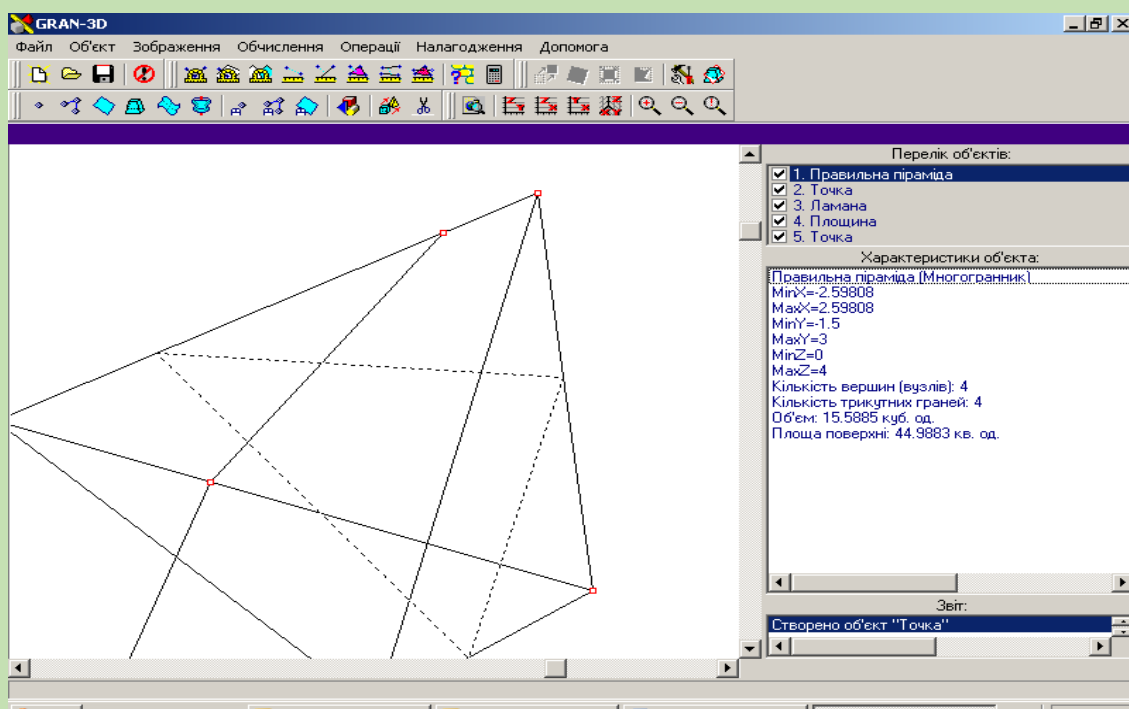 GRAN-3D
Файл Об'єкт Зображення Обчислення Операції Налагодження Допомога
Перелік об'єктів:
1. Правильна піраміда
2. Точка
3. Ламана
4. Площина
5. Точка
Характеристики об'єкта:
Правильна піраміда (Многогранник)
MinX=-2.59808
MaxX=2.59808
MinY=-1.5
MaxY=3
MinZ=0
MaxZ=4
Кількість вершин (вузлів): 4
Кількість трикутних граней: 4
Об'єм: 15.5885 куб. од.
Площа поверхні: 44.9883 кв. од.
Звіт:
Створено об'єкт "Точка"